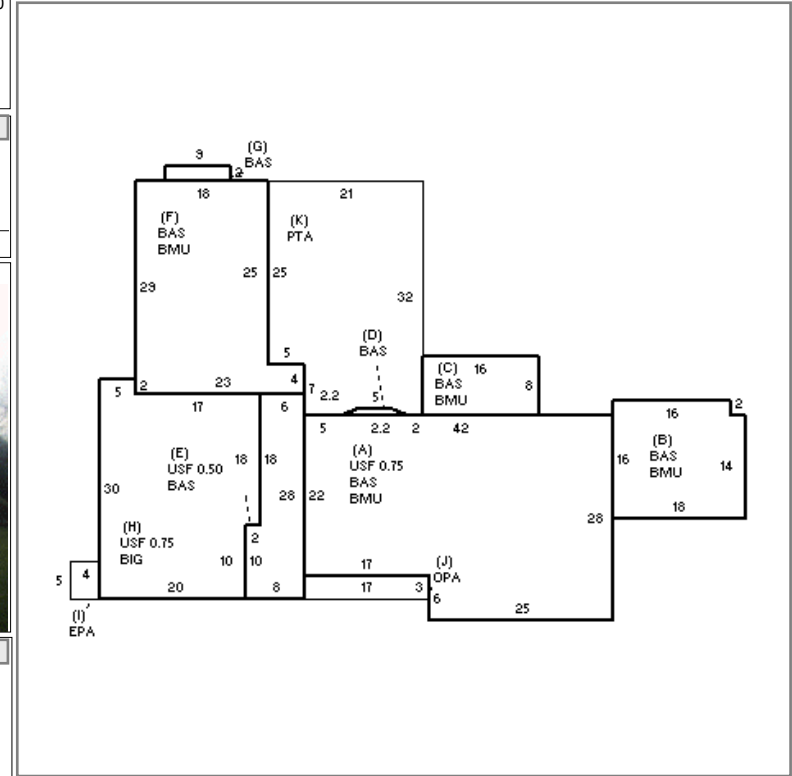 9
(G)
BAS
2
18
21
(F)
BAS
BMU
(K)
PTA
25
25
29
32
(D)
BAS
5
(C)
BAS
BMU
16
8
5
2
23
4
7
2.2
5
17
6
5
2.2
2
42
16
2
(E)
USF 0.50
BAS
18
18
(A)
USF 0.75
BAS
BMU
(B)
BAS
BMU
16
14
30
28
22
18
28
(H)
USF 0.75
BIG
2
10
10
17
(J)
OPA
5
4
20
8
17
3
6
25
(I)
EPA